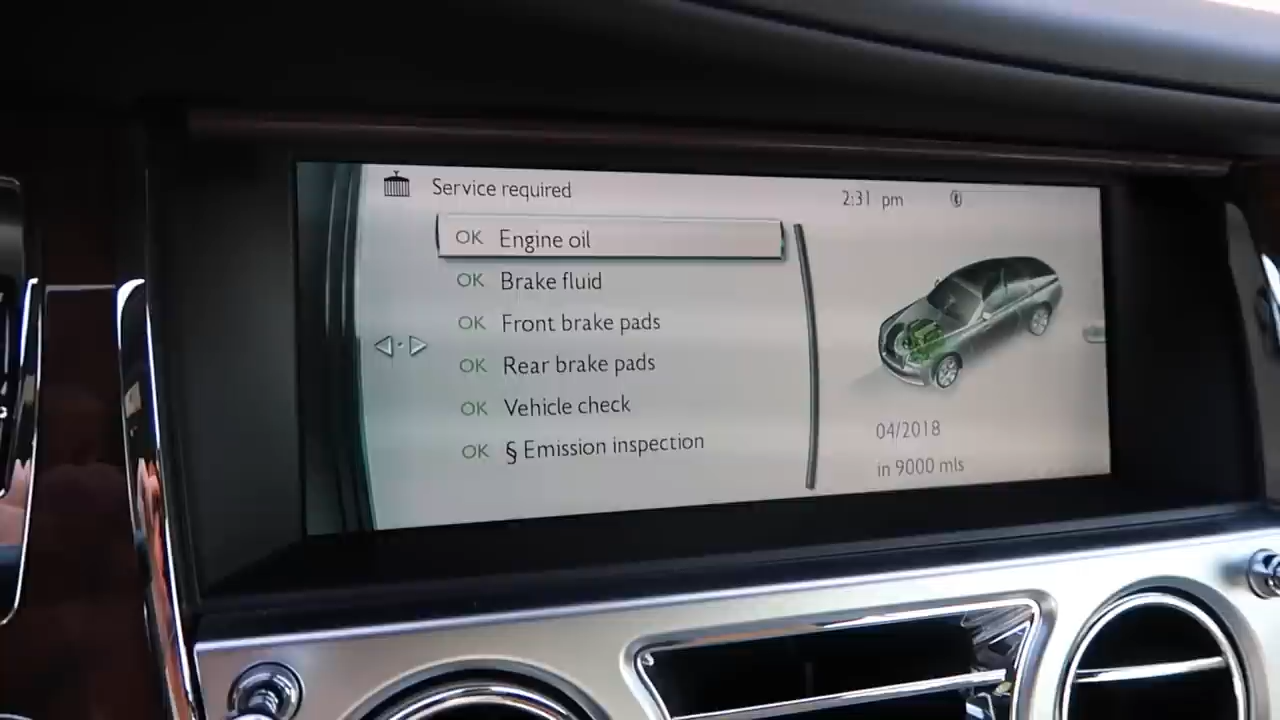 Service required
2:31 pm
OK Engine oil
OK Brake fluid
OK Front brake pads
OK Rear brake pads
OK Vehicle check
OK § Emission inspection
04/2018
in 9000 mls